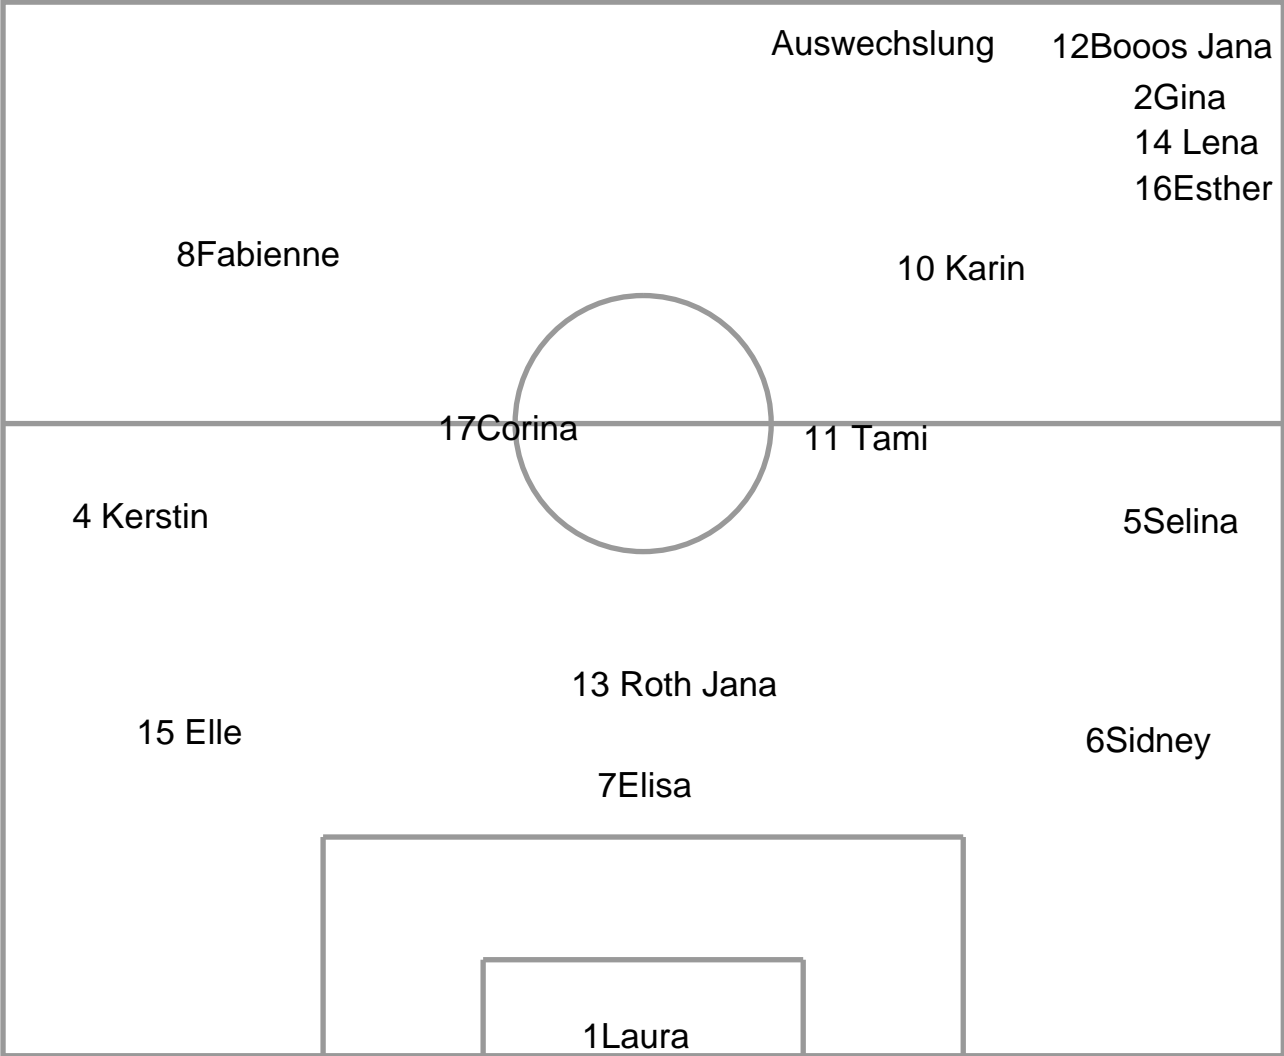 Auswechslung
12Booos Jana
2Gina
14 Lena
16Esther
8Fabienne
10 Karin
17Corina
11 Tami
4 Kerstin
5Selina
13 Roth Jana
15 Elle
6Sidney
7Elisa
1Laura